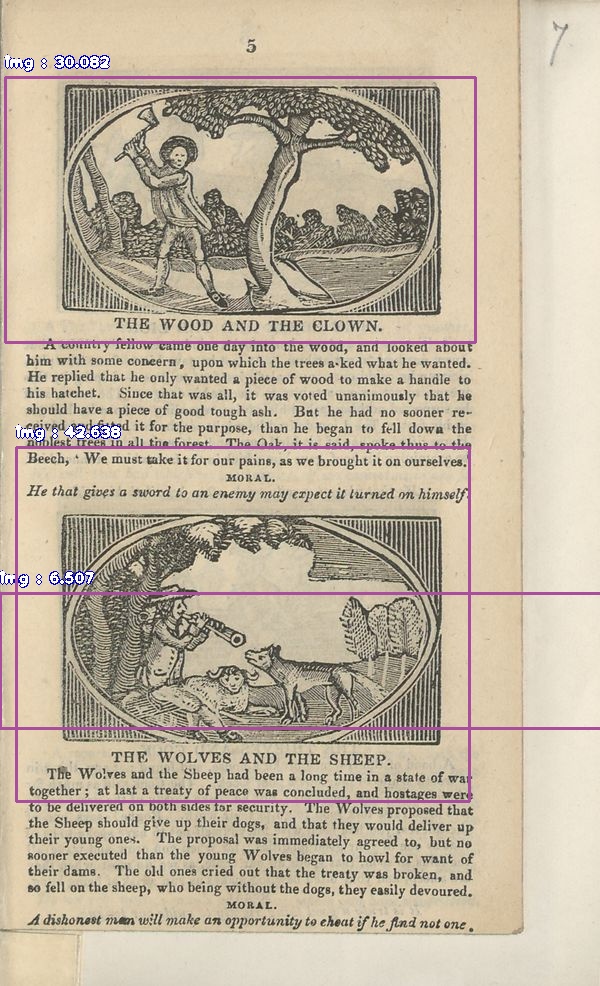 7
5
img : 30.082
THE WOOD AND THE CLOWN.
A country fellow came one day into the wood, and looked about
him with some concern, upon which the trees asked what he wanted.
He replied that he only wanted a piece of wood to make a handle to
his hatchet. Since that was all, it was voted unanimously that he
should have a piece of good tough ash. But he had no sooner re-
ceived it for the purpose, than he began to fell down the
img : 42.638
noblest trees in all the forest. The Oak, it is said, spoke thus to the
Beech, ‘ We must take it for our pains, as we brought it on ourselves.’
MORAL.
He that gives a sword to an enemy may expect it turned on himself.
img : 6.507
THE WOLVES AND THE SHEEP.
The Wolves and the Sheep had been a long time in a state of war
together ; at last a treaty of peace was concluded, and hostages were
to be delivered on both sides for security. The Wolves proposed that
the Sheep should give up their dogs, and that they would deliver up
their young ones. The proposal was immediately agreed to, but no
sooner executed than the young Wolves began to howl for want of
their dams. The old ones cried out that the treaty was broken, and
so fell on the sheep, who being without the dogs, they easily devoured.
MORAL.
A dishonest man will make an opportunity to cheat if he find not one.